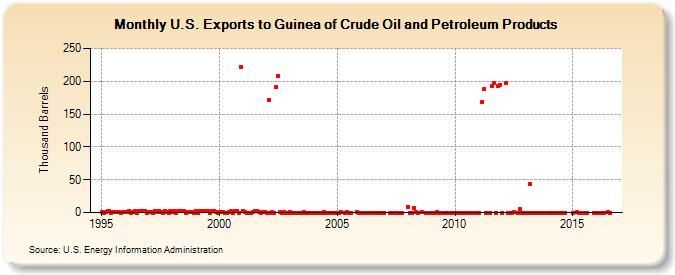 Monthly U.S. Exports to Guinea of Crude Oil and Petroleum Products
Thousand Barrels
250
200
150
100
50
0
1995 2000 2005 2010 2015
Source: U.S. Energy Information Administration